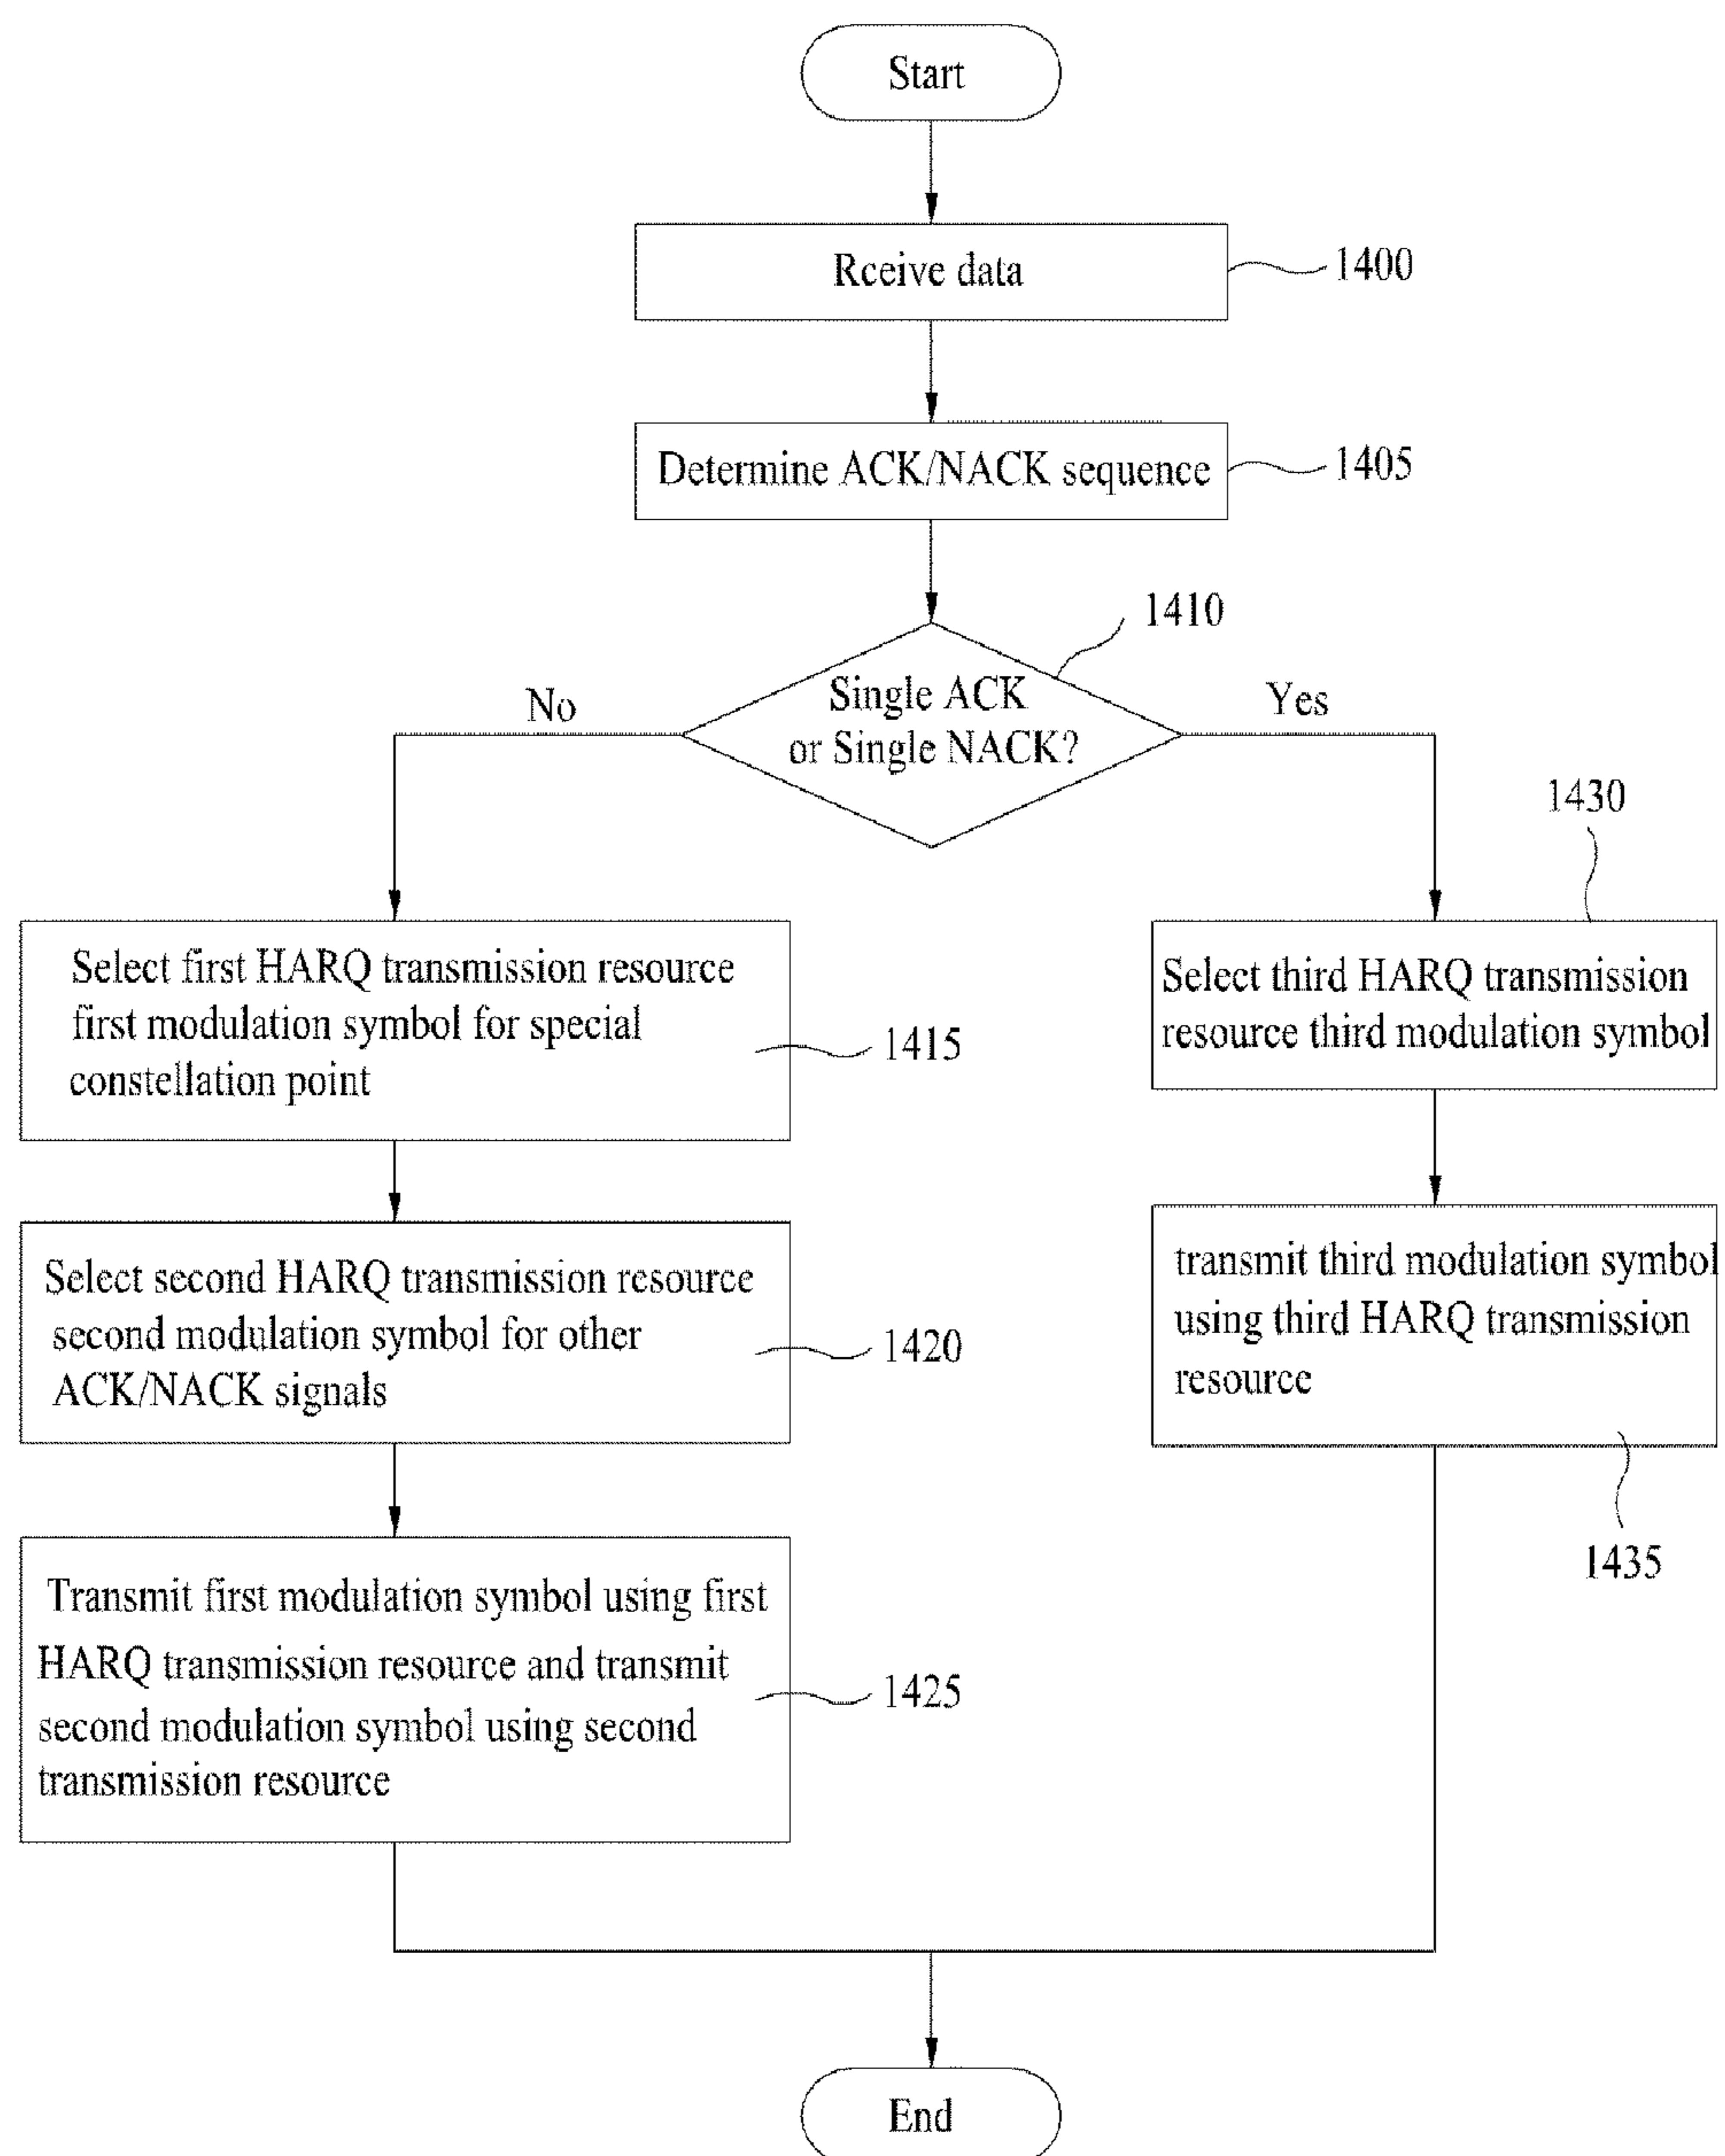 Start
Rceive data
1400
Determine ACK/NACK sequence
1405
1410
Single ACK
or Single NACK?
No
Yes
1430
Select first HARQ transmission resource
first modulation symbol for special
constellation point
1415
Select third HARQ transmission
resource third modulation symbol
Select second HARQ transmission resource
second modulation symbol for other
ACK/NACK signals
1420
transmit third modulation symbol
using third HARQ transmission
resource
1435
Transmit first modulation symbol using first
HARQ transmission resource and transmit
second modulation symbol using second
transmission resource
1425
End